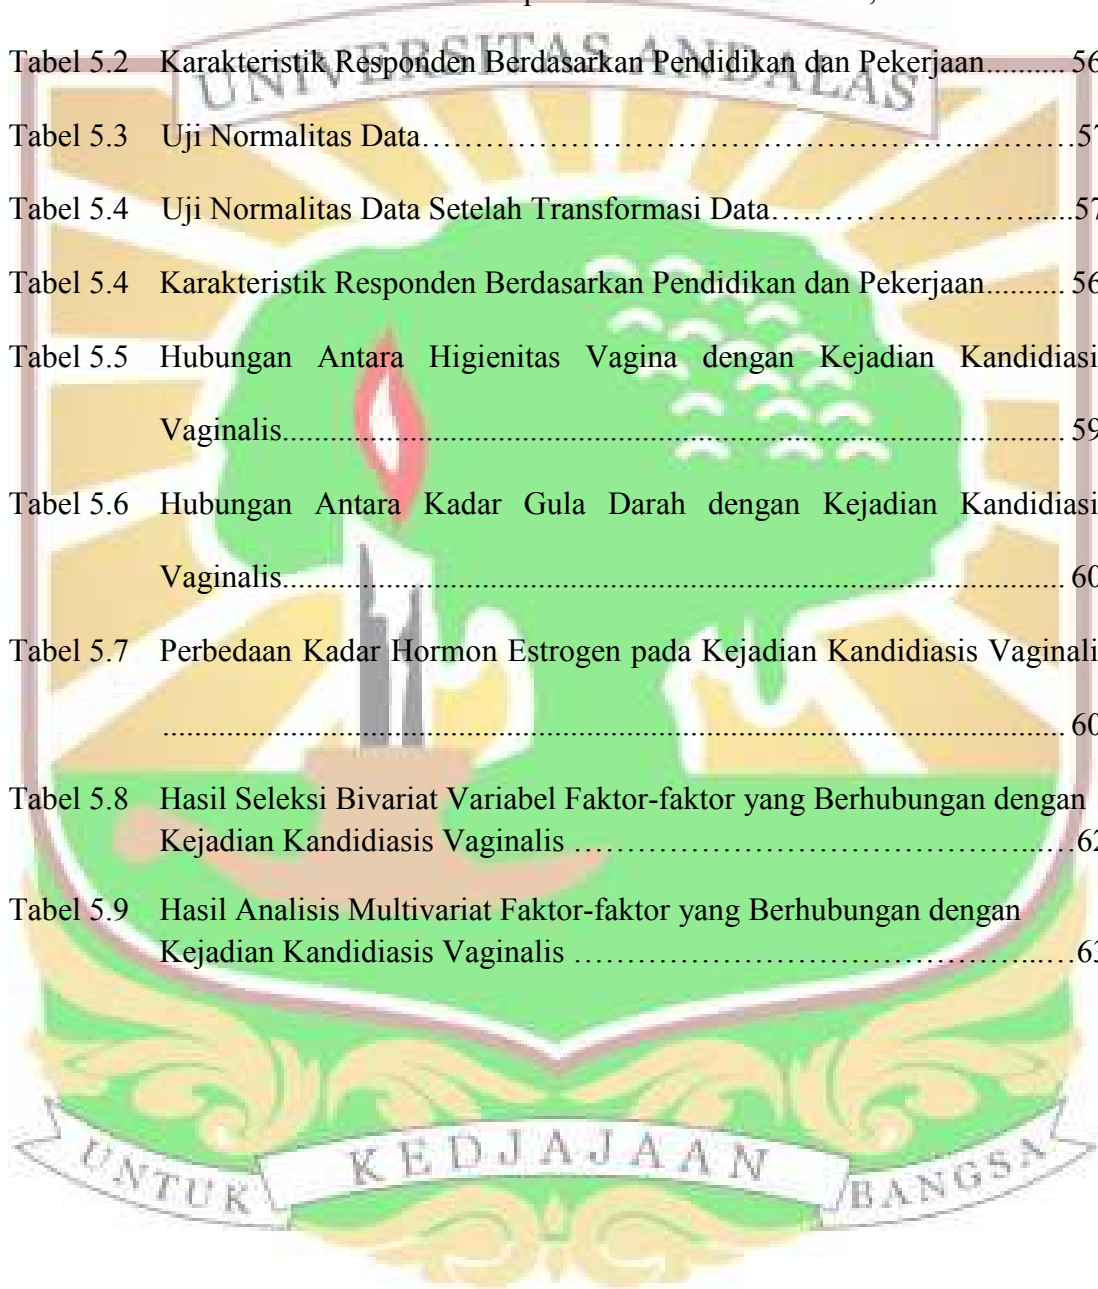 UNIVERSITAS ANDALAS
Tabel 5.2 Karakteristik Responden Berdasarkan Pendidikan dan Pekerjaan.......... 56
Tabel 5.3 Uji Normalitas Data……………………………………………..………57
Tabel 5.4 Uji Normalitas Data Setelah Transformasi Data…………………….....57
Tabel 5.4 Karakteristik Responden Berdasarkan Pendidikan dan Pekerjaan.......... 56
Tabel 5.5 Hubungan Antara Higienitas Vagina dengan Kejadian Kandidiasi
Vaginalis.................................................................................................... 59
Tabel 5.6 Hubungan Antara Kadar Gula Darah dengan Kejadian Kandidiasi
Vaginalis.................................................................................................... 60
Tabel 5.7 Perbedaan Kadar Hormon Estrogen pada Kejadian Kandidiasis Vaginali
................................................................................................................... 60
Tabel 5.8 Hasil Seleksi Bivariat Variabel Faktor-faktor yang Berhubungan dengan
Kejadian Kandidiasis Vaginalis ……………………………………..…62
Tabel 5.9 Hasil Analisis Multivariat Faktor-faktor yang Berhubungan dengan
Kejadian Kandidiasis Vaginalis ……………………………………..…63
UNTUK KEDJAJAAN BANGSA